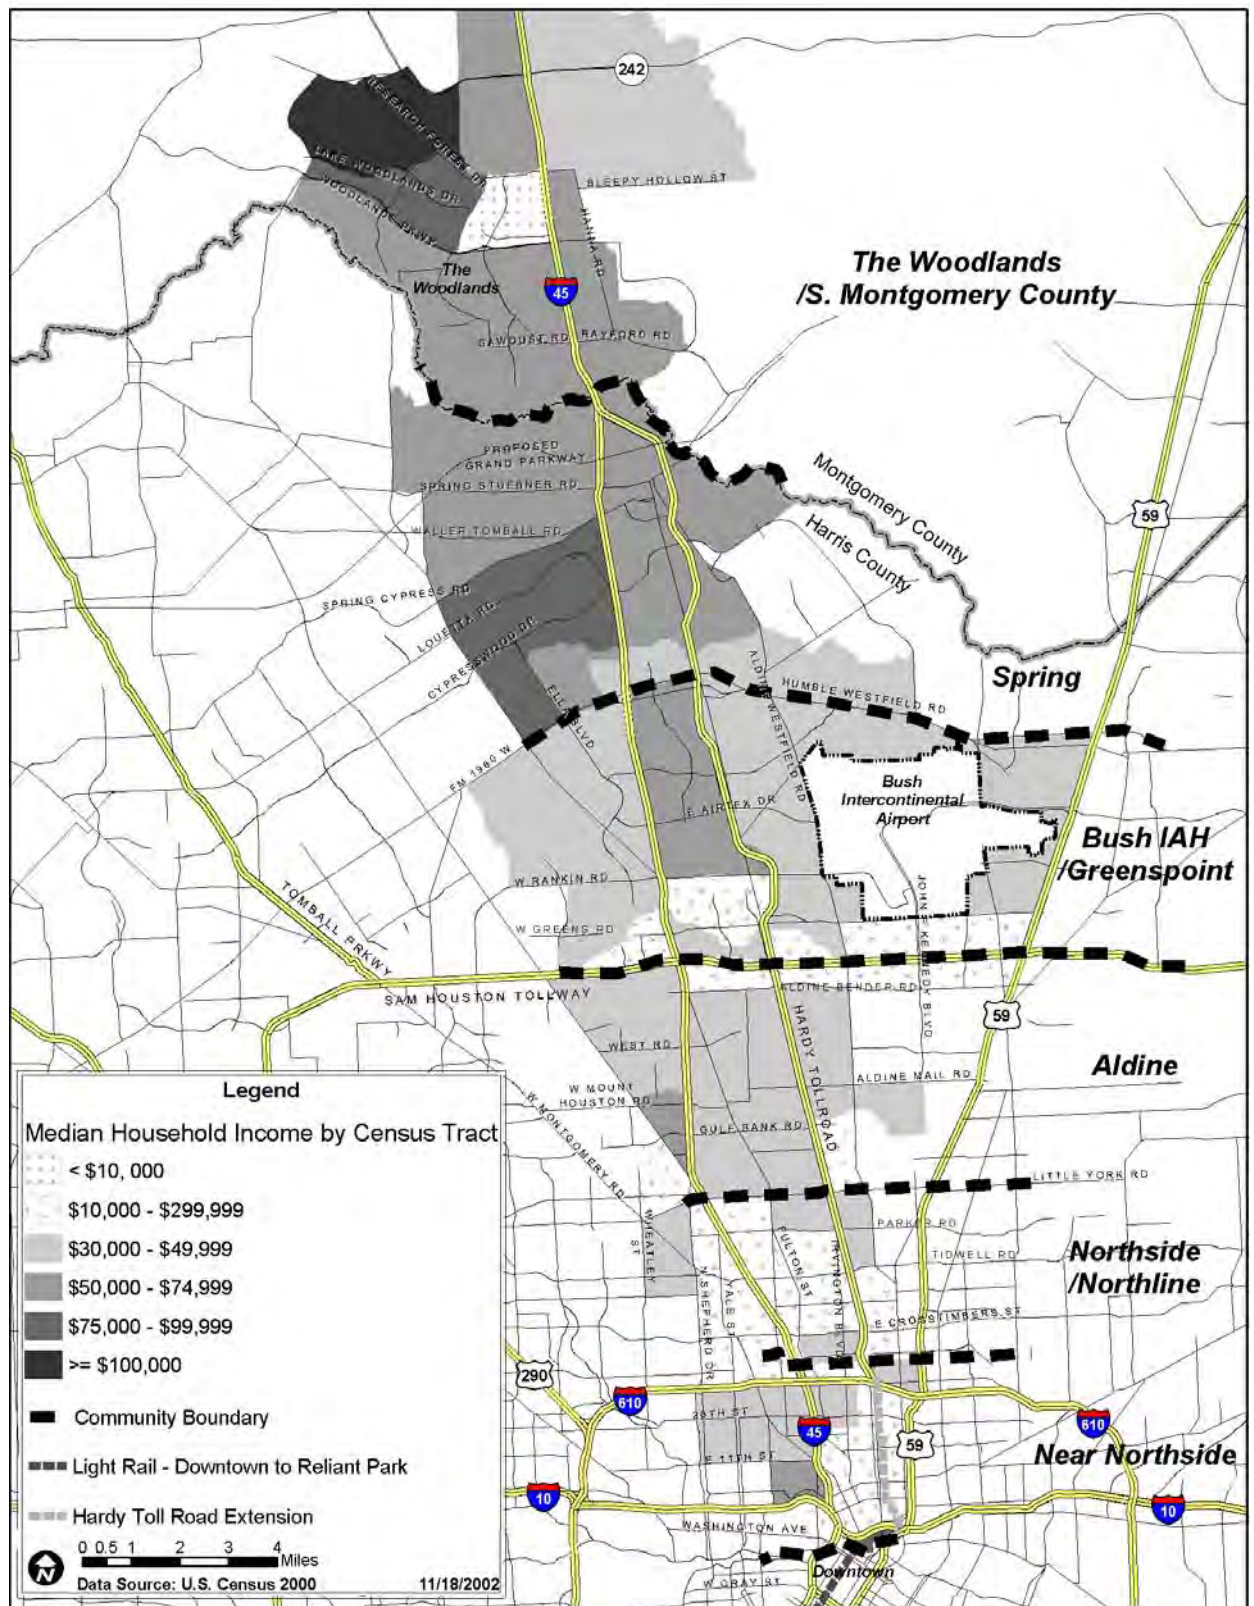 242
RESEARCH FOREST DR
LAKE WOODLANDS DR
WOODLANDS PKWY
SLEEPY HOLLOW ST
HANNA RD
The
Woodlands
45
The Woodlands
/S. Montgomery County
SAWDUST RD
RAYFORD RD
PROPOSED
GRAND PARKWAY
SPRING STUEBNER RD
WALLER TOMBALL RD
Montgomery County
Harris County
59
SPRING CYPRESS RD
LOUETTA RD
CYPRESSWOOD DR
ELLA BLVD
ALDINE WESTFIELD RD
HUMBLE WESTFIELD RD
Spring
FM 1960 W
Bush
Intercontinental
Airport
E AIRTEX DR
Bush IAH
/Greenspoint
W RANKIN RD
JOHN F KENNEDY BLVD
TOMBALL PRKWY
W GREENS RD
SAM HOUSTON TOLLWAY
ALDINE BENDER RD
59
HARDY TOLLROAD
WEST RD
Aldine
ALDINE MAIL RD
W MOUNT
HOUSTON RD
W MONTGOMERY RD
GULF BANK RD
LITTLE YORK RD
WHEATLEY
ST
PARKER RD
TIDWELL RD
FULTON ST
IRVINGTON BLVD
N SHEPHERD DR
YALE ST
Northside
/Northline
E CROSSTIMBERS ST
290
610
45
59
610
E 11TH ST
Near Northside
10
10
WASHINGTON AVE
Downtown
W GRAY ST
Legend
Median Household Income by Census Tract
< $10, 000
$10,000 - $299,999
$30,000 - $49,999
$50,000 - $74,999
$75,000 - $99,999
>= $100,000
Community Boundary
Light Rail - Downtown to Reliant Park
Hardy Toll Road Extension
N
0 0.5 1 2 3 4
Miles
Data Source: U.S. Census 2000 11/18/2002